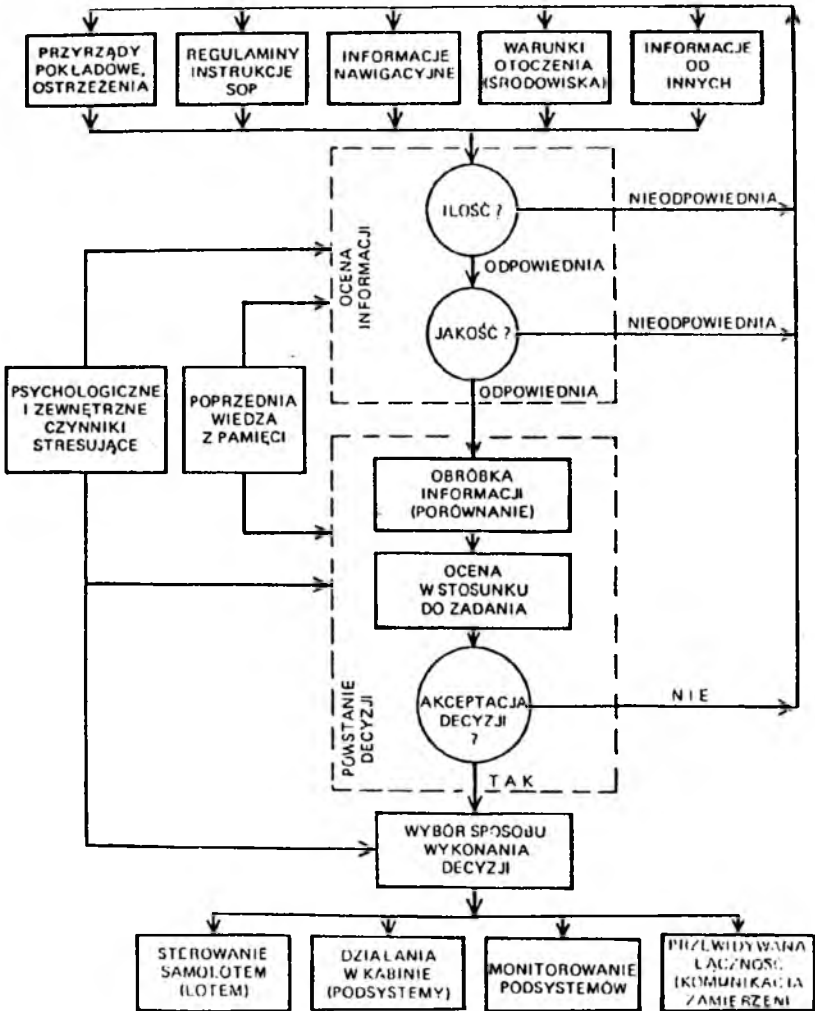 PRZYRZĄDY
POKŁADOWE,
OSTRZEŻENIA
REGULAMINY
INSTRUKCJE
SOP
INFORMACJE
NAWIGACYJNE
WARUNKI
OTOCZENIA
(ŚRODOWISKA)
INFORMACJE
OD
INNYCH
OCENA
INFORMACJI
ILOŚĆ ?
NIEODPOWIEDNIA
ODPOWIEDNIA
JAKOŚĆ ?
NIEODPOWIEDNIA
ODPOWIEDNIA
PSYCHOLOGICZNE
I ZEWNĘTRZNE
CZYNNIKI
STRESUJĄCE
POPRZEDNIA
WIEDZA
Z PAMIĘCI
POWSTANIE
DECYZJI
OBRÓBKA
INFORMACJI
(PORÓWNANIE)
OCENA
W STOSUNKU
DO ZADANIA
AKCEPTACJA
DECYZJI
?
NIE
TAK
WYBÓR SPOSOBU
WYKONANIA
DECYZJI
STEROWANIE
SAMOLOTEM
(LOTEM)
DZIAŁANIA
W KABINIE
(PODSYSTEMY)
MONITOROWANIE
PODSYSTEMÓW
PRZEWIDYWANA
ŁĄCZNOŚĆ
(KOMUNIKACJA
ZAMIERZEŃ